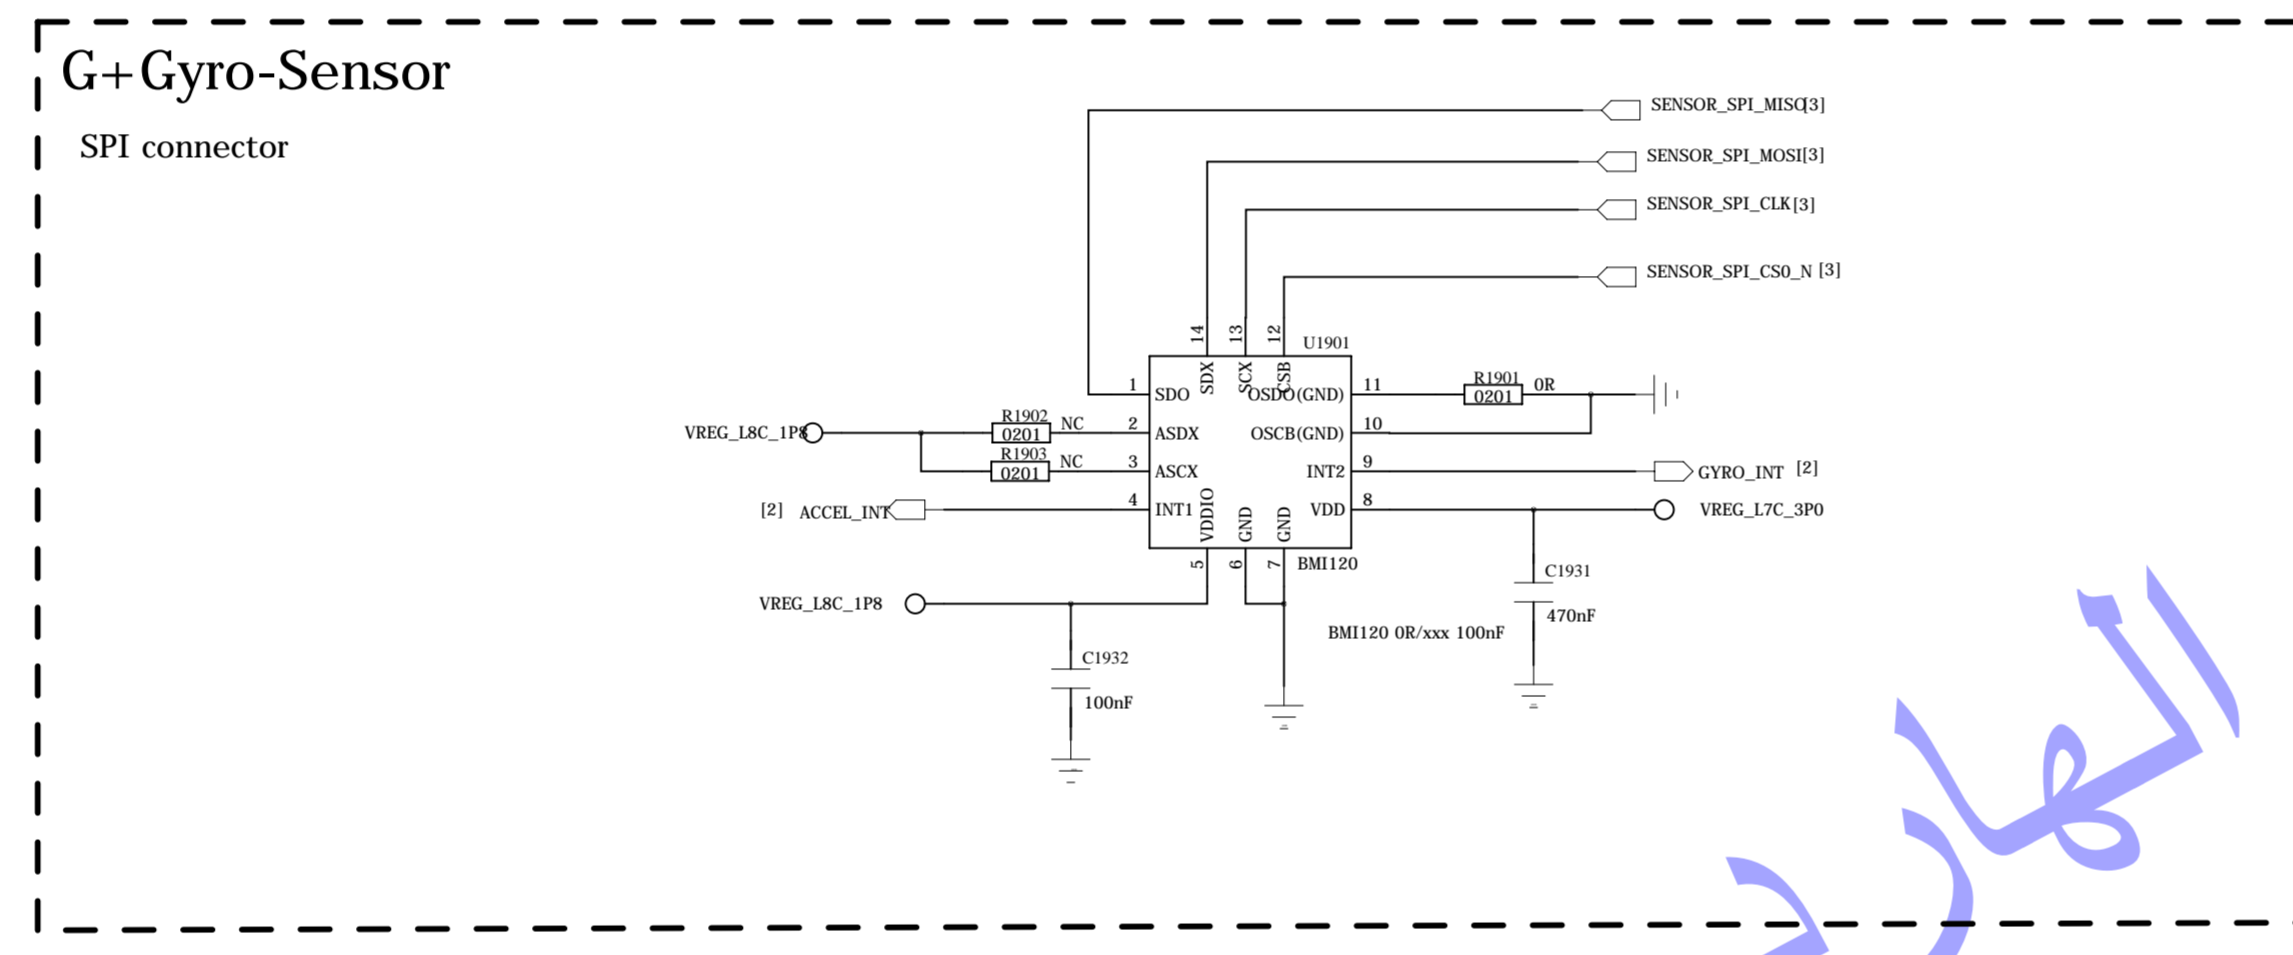 G+Gyro-Sensor
SPI connector
SENSOR_SPI_MISO[3]
SENSOR_SPI_MOSI[3]
SENSOR_SPI_CLK[3]
SENSOR_SPI_CS0_N [3]
14 13 12 U1901
SDX SCX CSB
1 SDO OSDO(GND) 11 R1901 0201 0R
VREG_L8C_1P8 R1902 0201 NC 2 ASDX OSCB(GND) 10
R1903 0201 NC 3 ASCX INT2 9 GYRO_INT [2]
[2] ACCEL_INT 4 INT1 VDD 8 VREG_L7C_3P0
VDDIO GND GND
5 6 7 BMI120
C1931
VREG_L8C_1P8
470nF
BMI120 0R/xxx 100nF
C1932
100nF